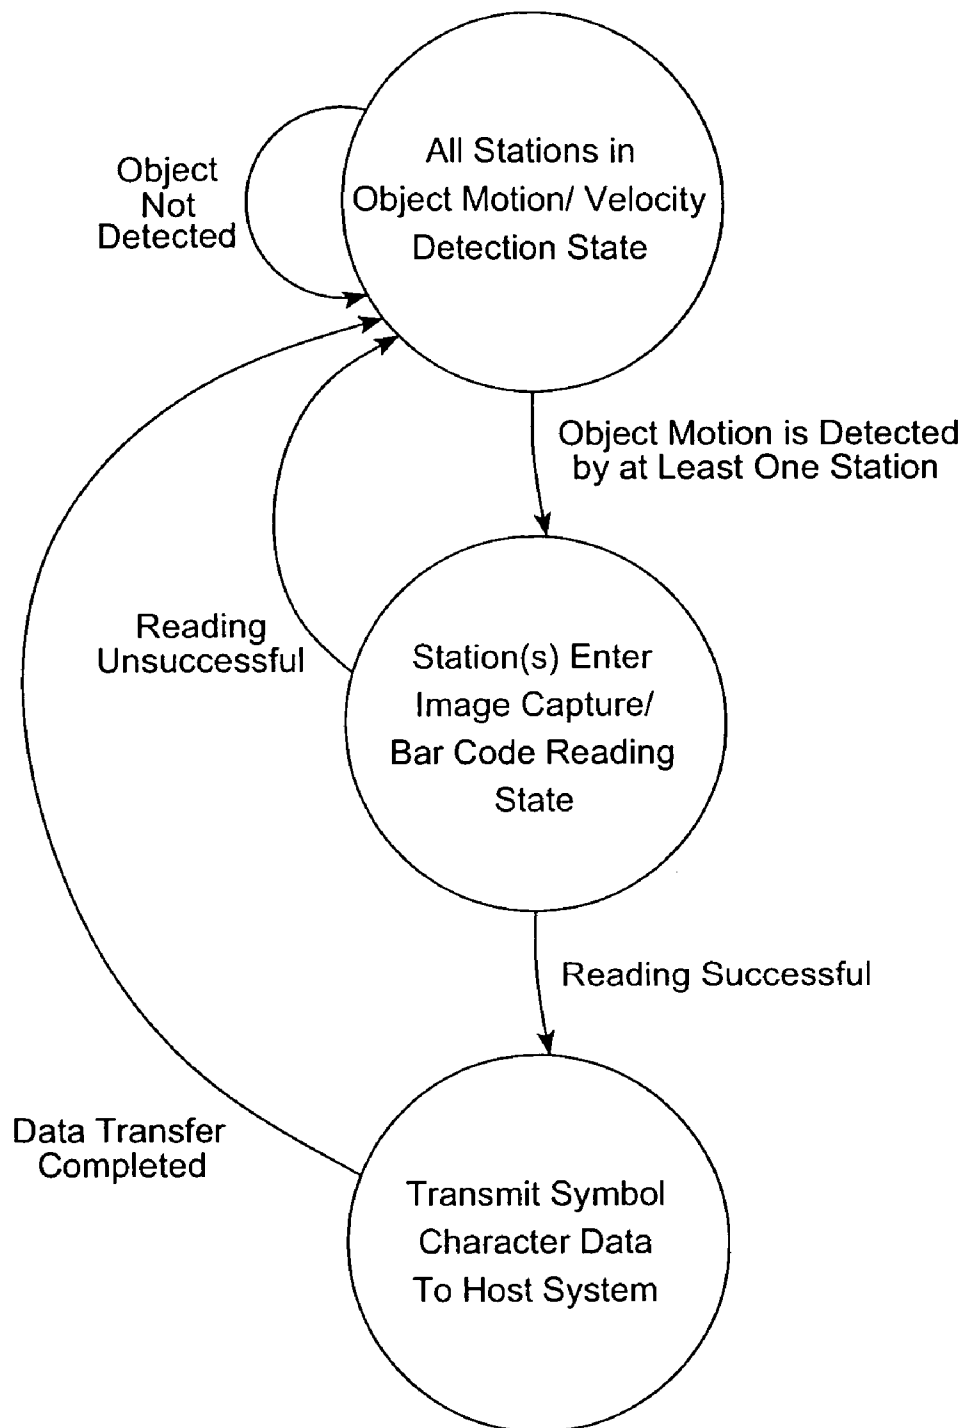 All Stations in
Object Motion/ Velocity
Detection State
Object
Not
Detected
Object Motion is Detected
by at Least One Station
Reading
Unsuccessful
Station(s) Enter
Image Capture/
Bar Code Reading
State
Reading Successful
Data Transfer
Completed
Transmit Symbol
Character Data
To Host System